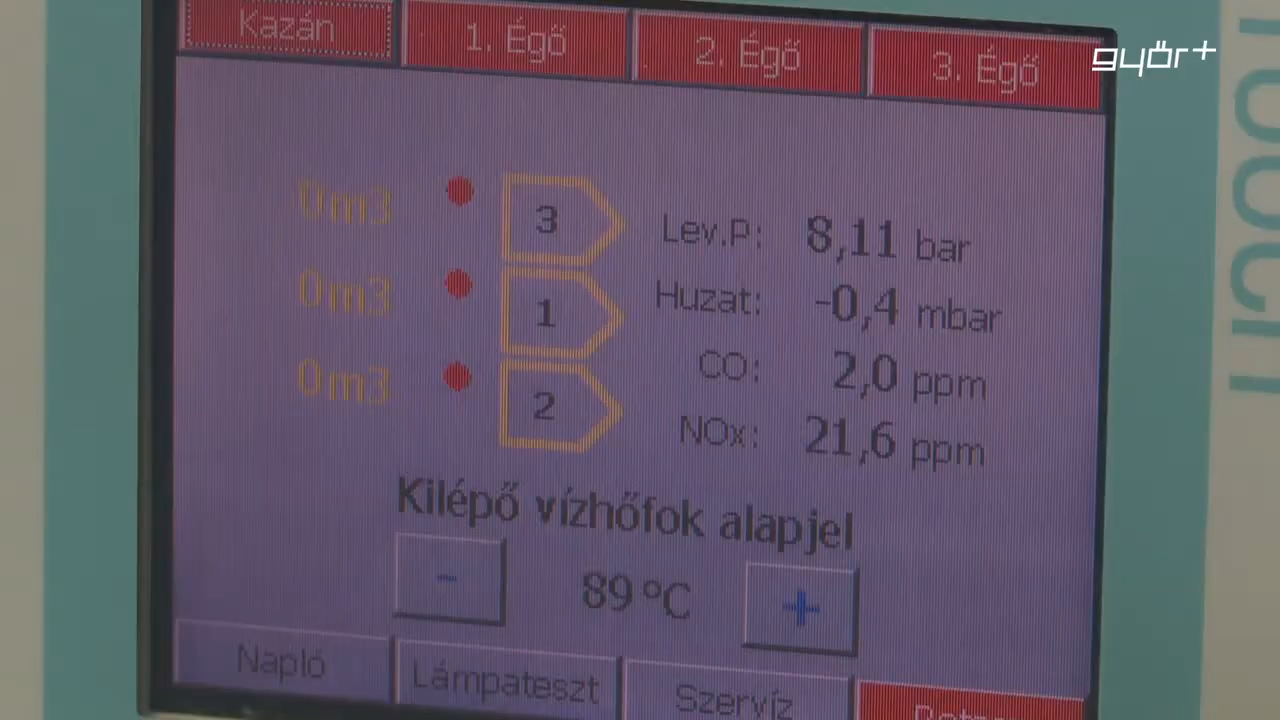 Kazán
1. Égő
2. Égő
3. Égő
győr+
0m3
3
Lev.P: 8,11 bar
0m3
1
Huzat: -0,4 mbar
CO: 2,0 ppm
0m3
2
NOx: 21,6 ppm
Kilépő vízhőfok alapjel
-
89 °C
+
Napló
Lámpateszt
Szervíz
TOUCH